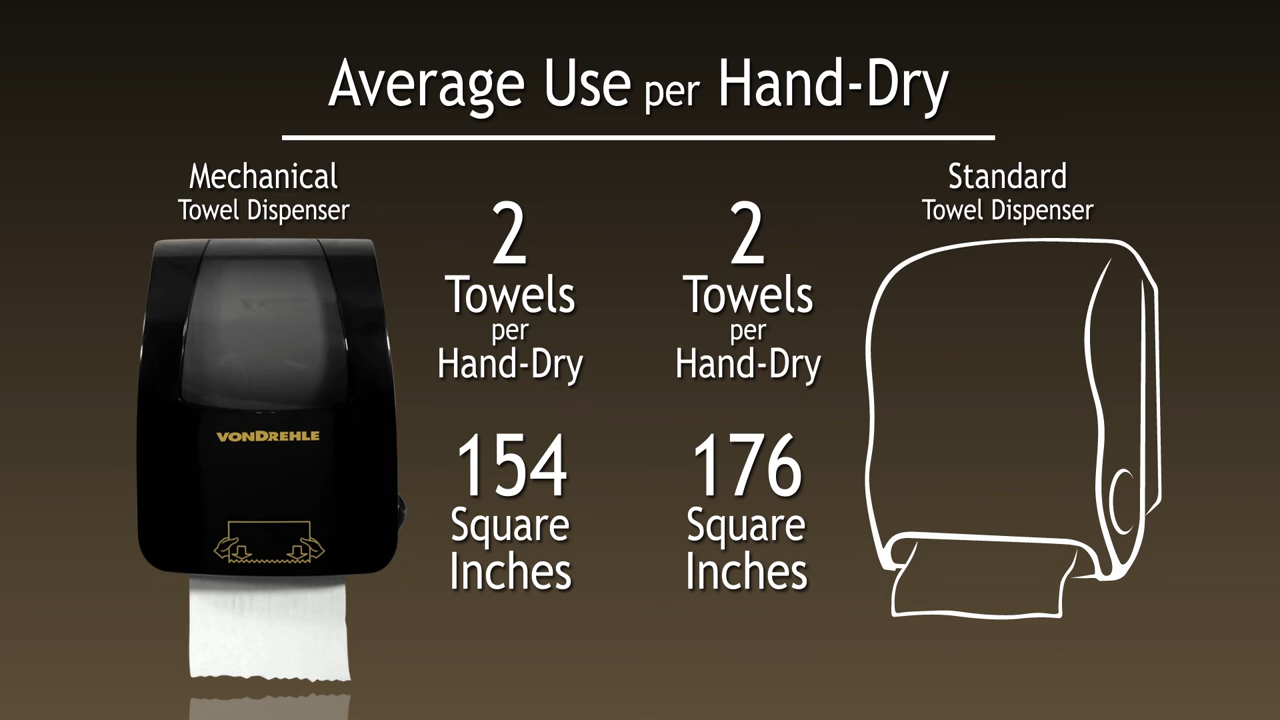 Average Use per Hand-Dry
Mechanical
Towel Dispenser
2
Towels
per
Hand-Dry
154
Square
Inches
2
Towels
per
Hand-Dry
176
Square
Inches
Standard
Towel Dispenser
VONDREHLE